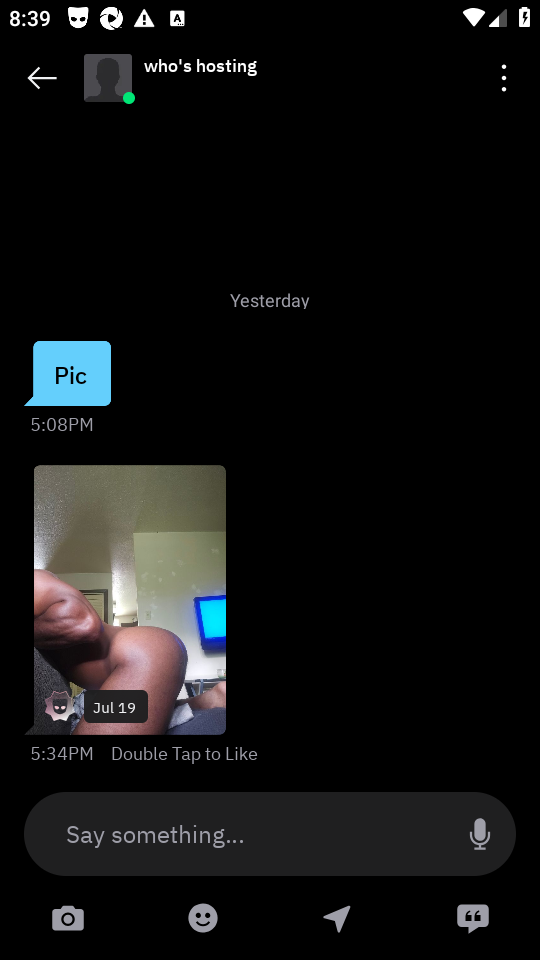 8:39
who's hosting
Yesterday
Pic
5:08PM
Jul 19
5:34PM Double Tap to Like
Say something...